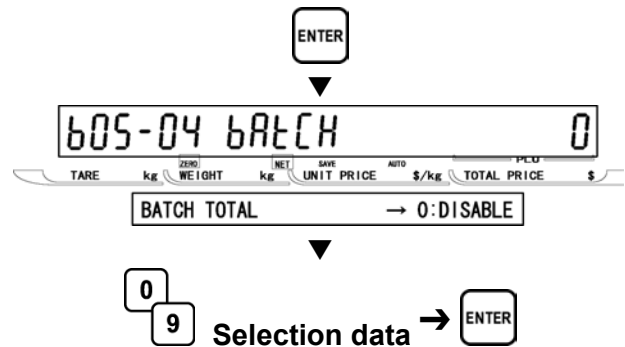 ENTER
▼
b05-04 bAtCH 0
ZERO NET SAVE AUTO PLU
TARE kg WEIGHT kg UNIT PRICE $/kg TOTAL PRICE $
BATCH TOTAL → 0:DISABLE
▼
0
9 Selection data → ENTER